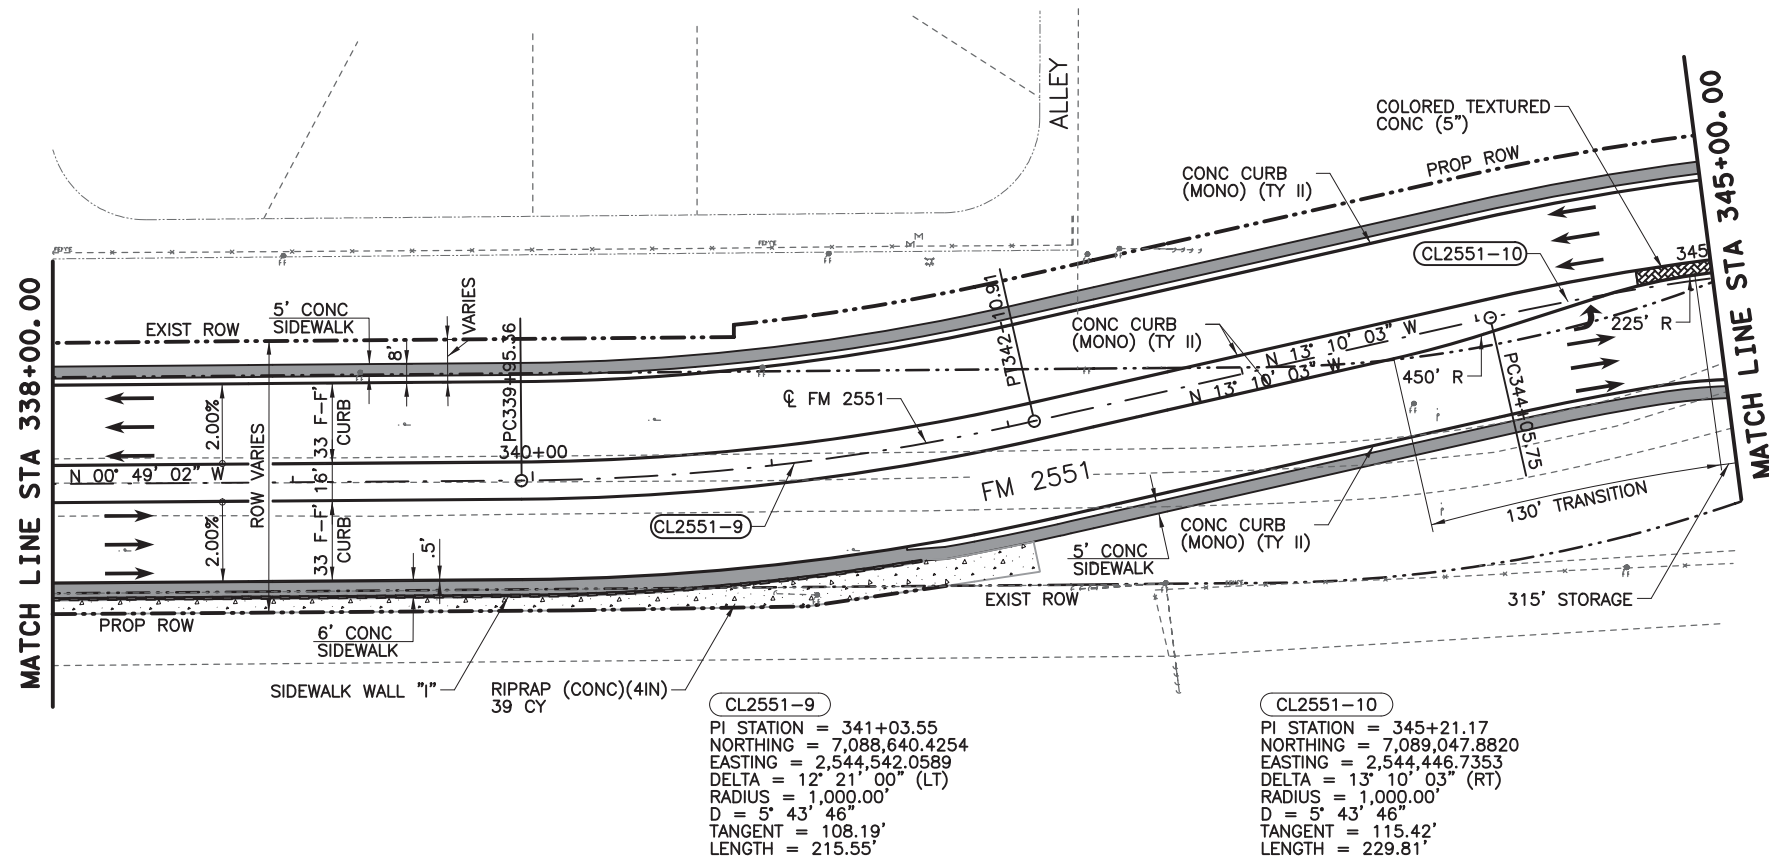 ALLEY
COLORED TEXTURED
CONC (5")
CONC CURB
(MONO) (TY II)
PROP ROW
MATCH LINE STA 345+00.00
CL2551-10
345
MATCH LINE STA 338+00.00
EXIST ROW
5' CONC
SIDEWALK
8'
VARIES
PC339+95.36
PT342+10.91
CONC CURB
(MONO) (TY II)
N 13° 10' 03" W
N 13° 10' 03" W
225' R
450' R
PC344+05.75
℄ FM 2551
2.00%
33 F-F'
CURB
ROW VARIES
340+00
N 00° 49' 02" W
16'
FM 2551
CL2551-9
2.00%
33 F-F'
CURB
.5'
130' TRANSITION
CONC CURB
(MONO) (TY II)
5' CONC
SIDEWALK
EXIST ROW
315' STORAGE
PROP ROW
6' CONC
SIDEWALK
SIDEWALK WALL "I"
RIPRAP (CONC)(4IN)
39 CY
CL2551-9
PI STATION = 341+03.55
NORTHING = 7,088,640.4254
EASTING = 2,544,542.0589
DELTA = 12° 21' 00" (LT)
RADIUS = 1,000.00'
D = 5° 43' 46"
TANGENT = 108.19'
LENGTH = 215.55'
CL2551-10
PI STATION = 345+21.17
NORTHING = 7,089,047.8820
EASTING = 2,544,446.7353
DELTA = 13° 10' 03" (RT)
RADIUS = 1,000.00'
D = 5° 43' 46"
TANGENT = 115.42'
LENGTH = 229.81'